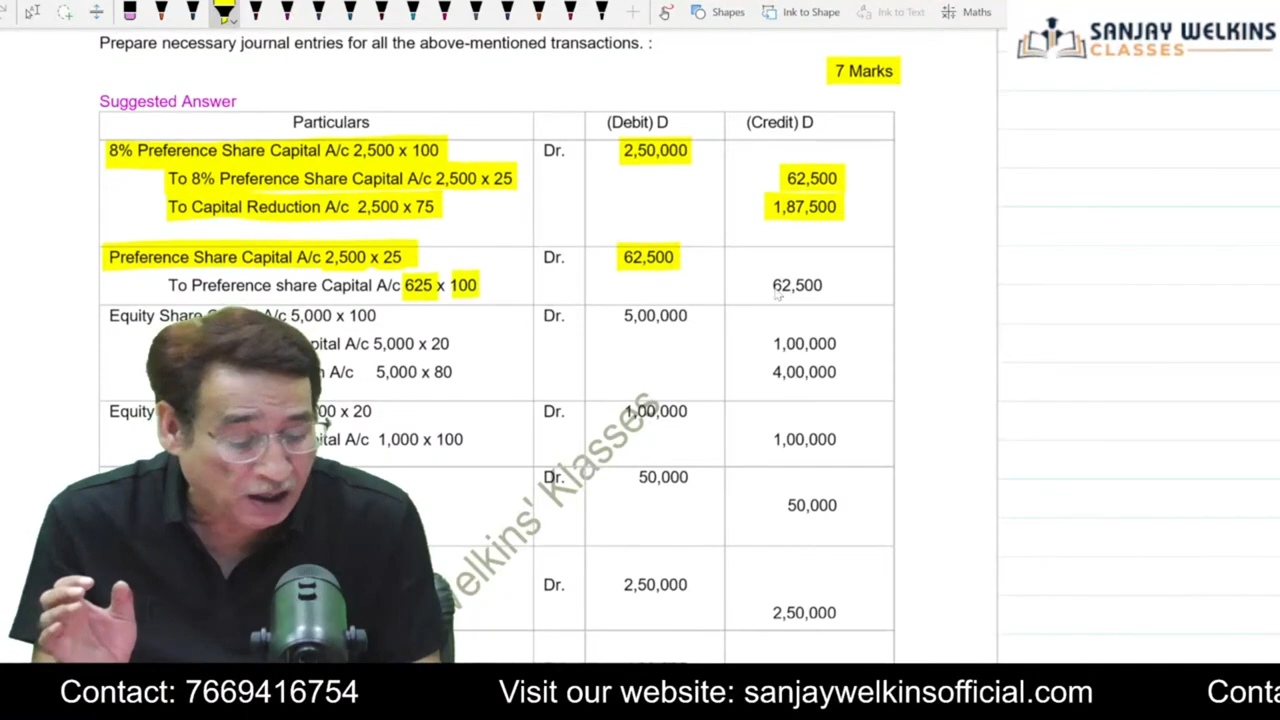 Shapes
Ink to Shape
Ink to Text
Maths
SANJAY WELKINS
CLASSES
Prepare necessary journal entries for all the above-mentioned transactions. :
7 Marks
Suggested Answer
Particulars (Debit) D (Credit) D
8% Preference Share Capital A/c 2,500 x 100 Dr. 2,50,000
To 8% Preference Share Capital A/c 2,500 x 25 62,500
To Capital Reduction A/c 2,500 x 75 1,87,500
Preference Share Capital A/c 2,500 x 25 Dr. 62,500
To Preference share Capital A/c 625 x 100 62,500
Equity A/c 5,000 x 100 Dr. 5,00,000
A/c 5,000 x 20 1,00,000
A/c 5,000 x 80 4,00,000
Equity x 20 Dr. 1,00,000
A/c 1,000 x 100 1,00,000
Dr. 50,000
50,000
Dr. 2,50,000
2,50,000
Welkins' Klasses
Contact: 7669416754 Visit our website: sanjaywelkinsofficial.com